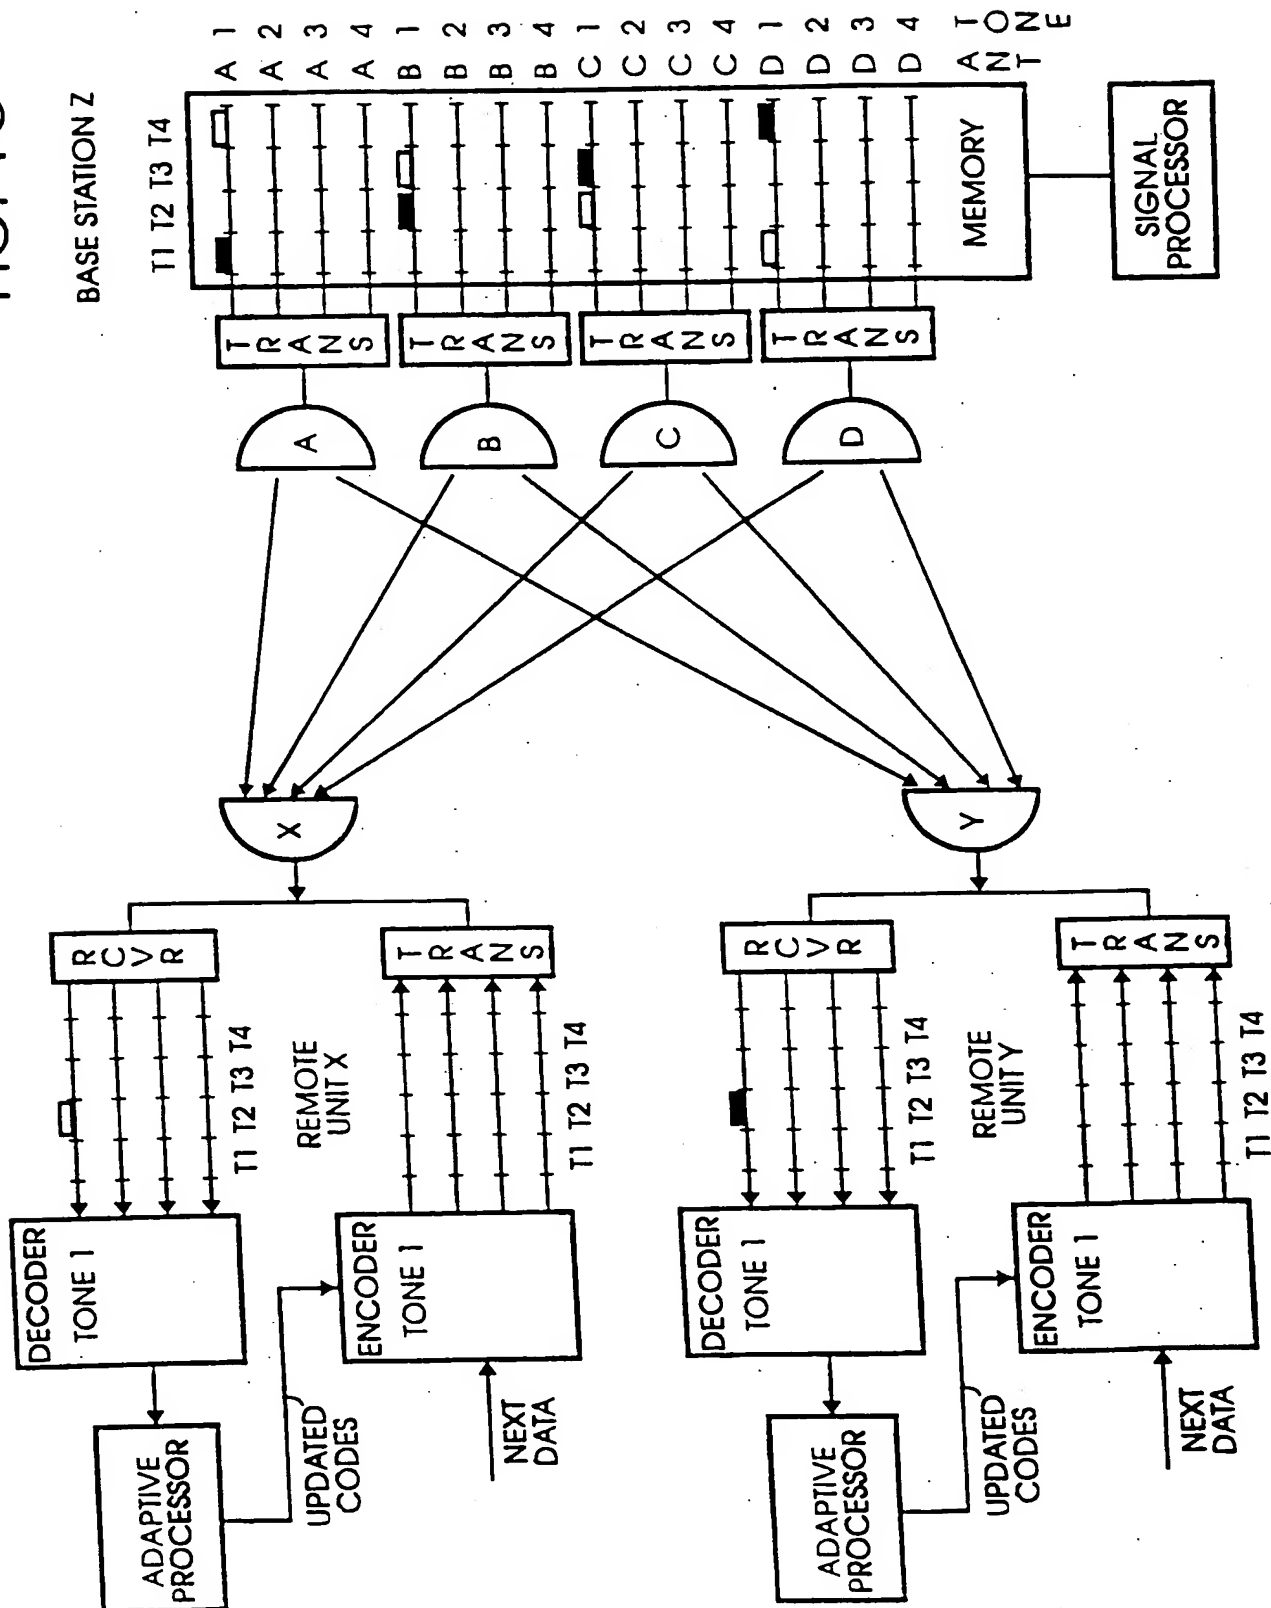 BASE STATION Z
T1 T2 T3 T4
A 1
A 2
A 3
A 4
B 1
B 2
B 3
B 4
C 1
C 2
C 3
C 4
D 1
D 2
D 3
D 4
ANT
TONE
MEMORY
SIGNAL
PROCESSOR
TRANS
TRANS
TRANS
TRANS
A
B
C
D
X
Y
RCVR
TRANS
T1 T2 T3 T4
REMOTE
UNIT X
T1 T2 T3 T4
DECODER
TONE 1
ENCODER
TONE 1
ADAPTIVE
PROCESSOR
UPDATED
CODES
NEXT
DATA
RCVR
TRANS
T1 T2 T3 T4
REMOTE
UNIT Y
T1 T2 T3 T4
DECODER
TONE 1
ENCODER
TONE 1
ADAPTIVE
PROCESSOR
UPDATED
CODES
NEXT
DATA